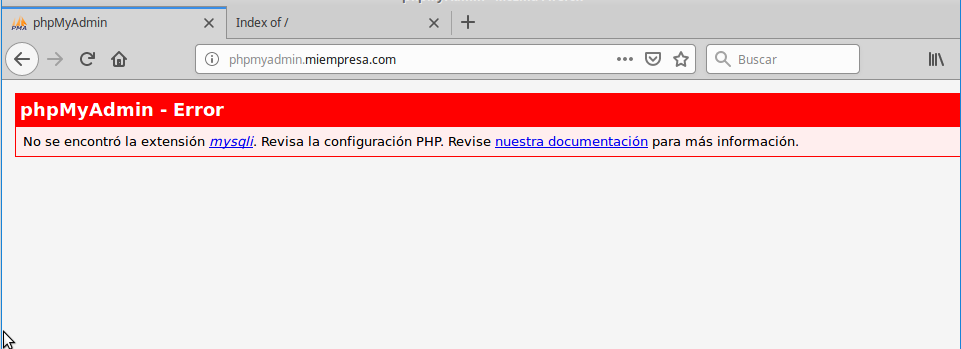 phpMyAdmin
Index of /
phpmyadmin.miempresa.com
Buscar
phpMyAdmin - Error
No se encontró la extensión mysqli. Revisa la configuración PHP. Revise nuestra documentación para más información.